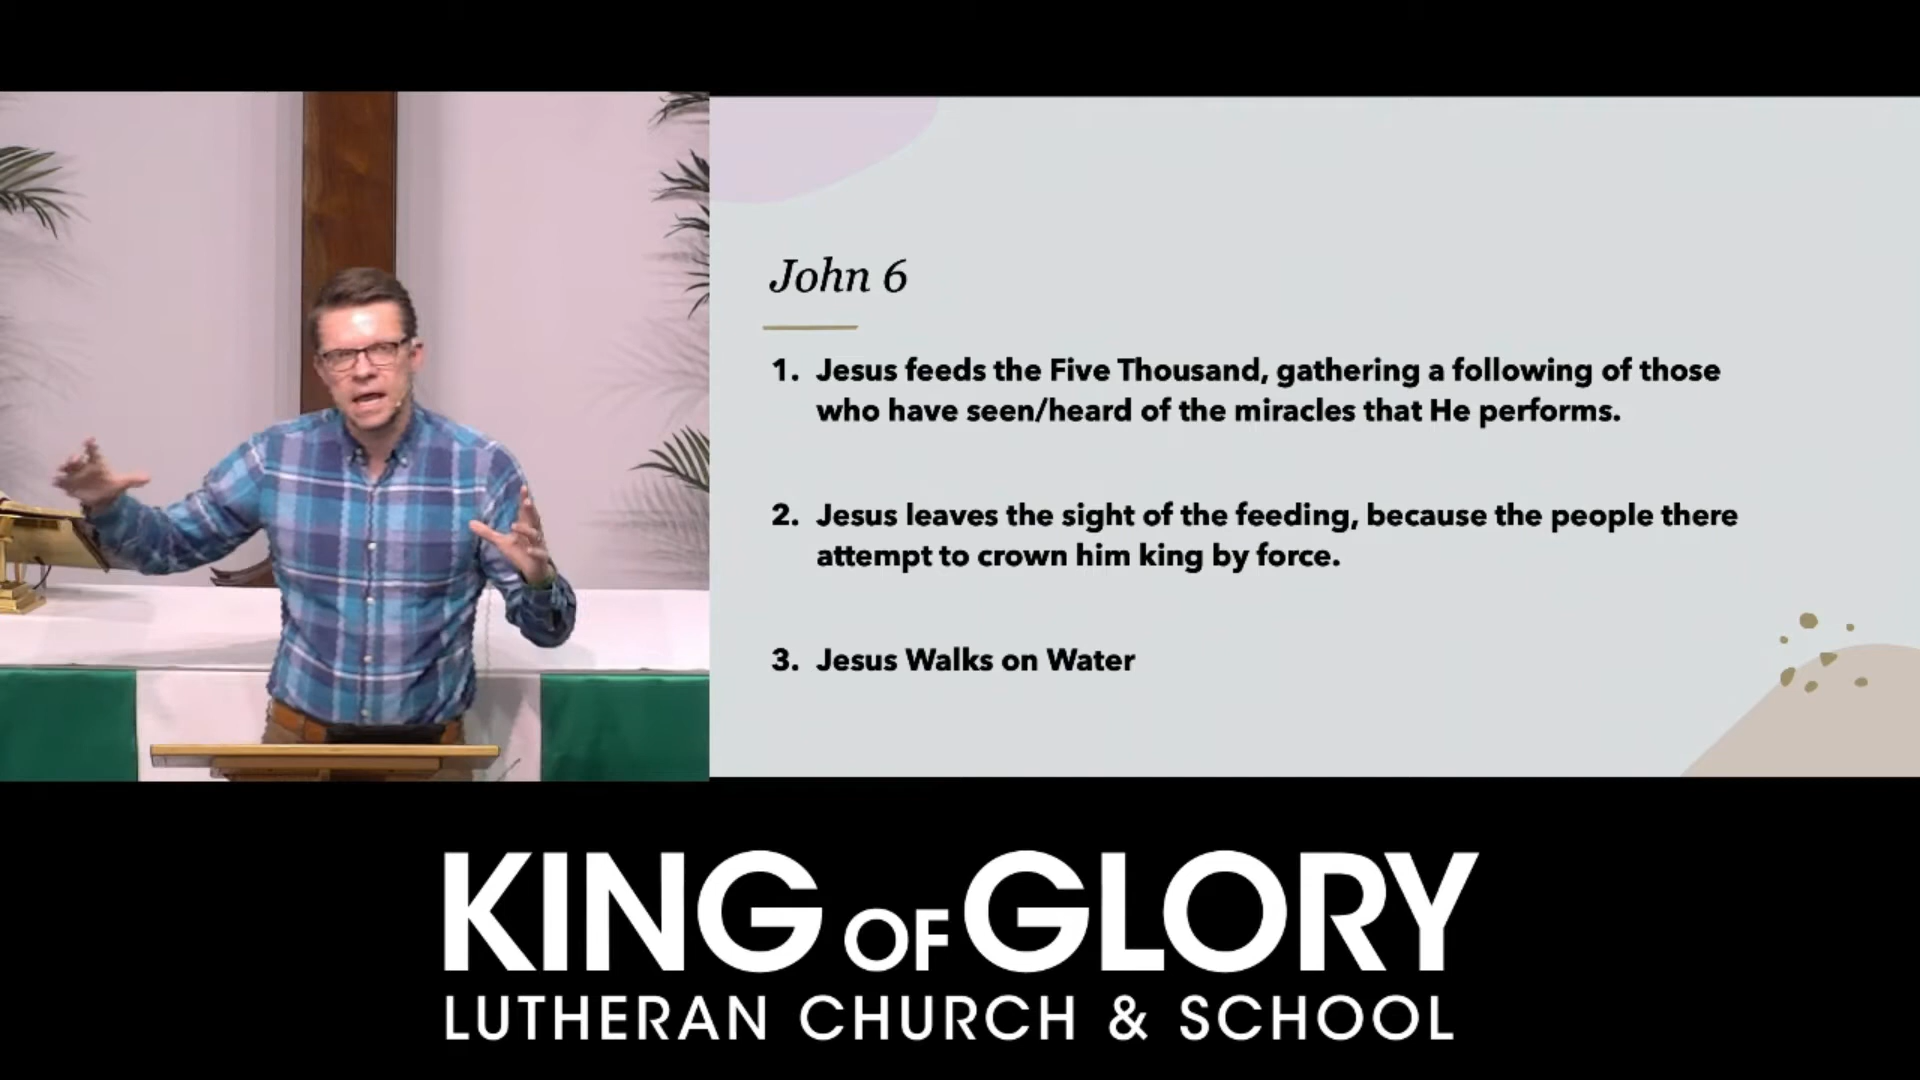 John 6
1. Jesus feeds the Five Thousand, gathering a following of those
who have seen/heard of the miracles that He performs.
2. Jesus leaves the sight of the feeding, because the people there
attempt to crown him king by force.
3. Jesus Walks on Water
KING OF GLORY
LUTHERAN CHURCH & SCHOOL